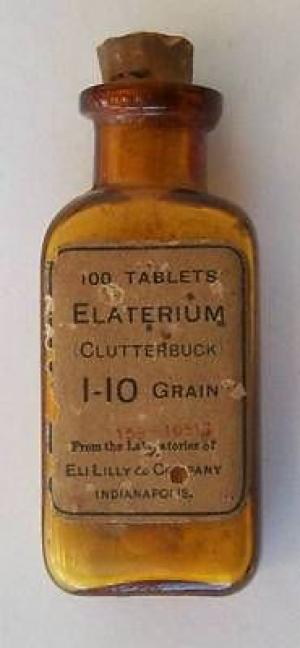 100 TABLETS
ELATERIUM
CLUTTERBUCK
1-10 GRAIN
From the Laboratories of
ELI LILLY & COMPANY
INDIANAPOLIS.